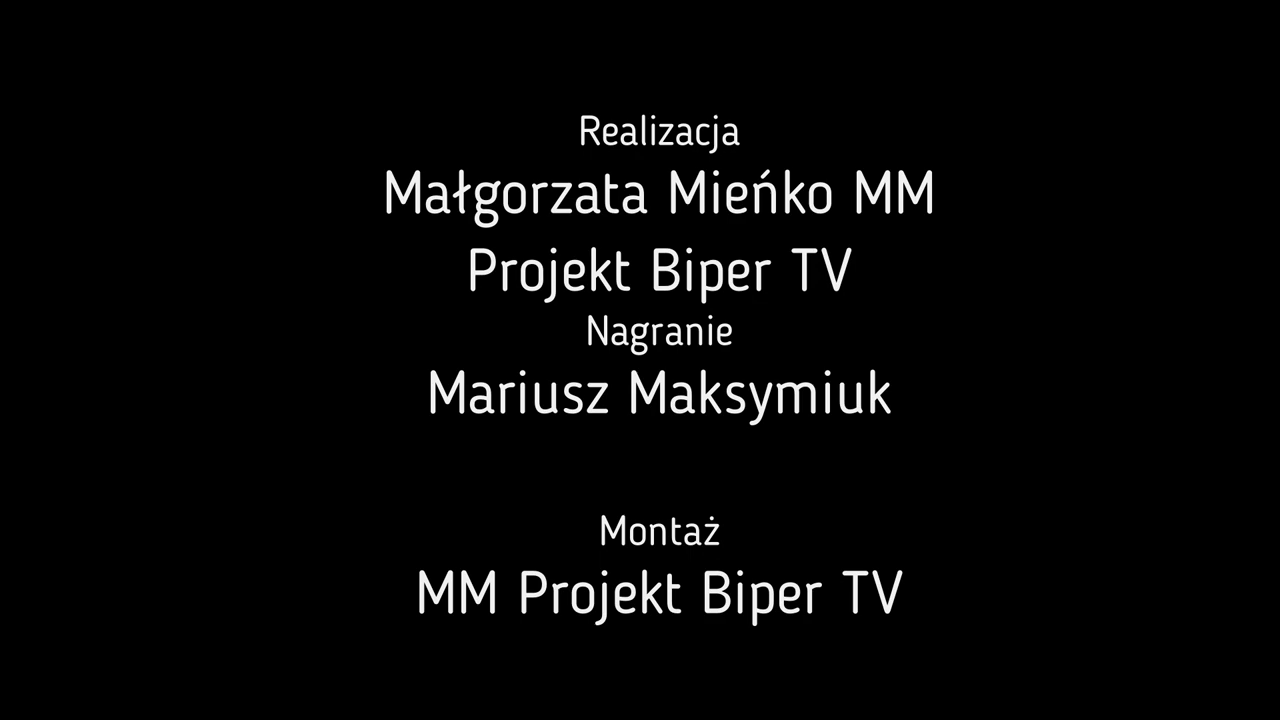 Realizacja
Małgorzata Mieńko MM
Projekt Biper TV
Nagranie
Mariusz Maksymiuk
Montaż
MM Projekt Biper TV